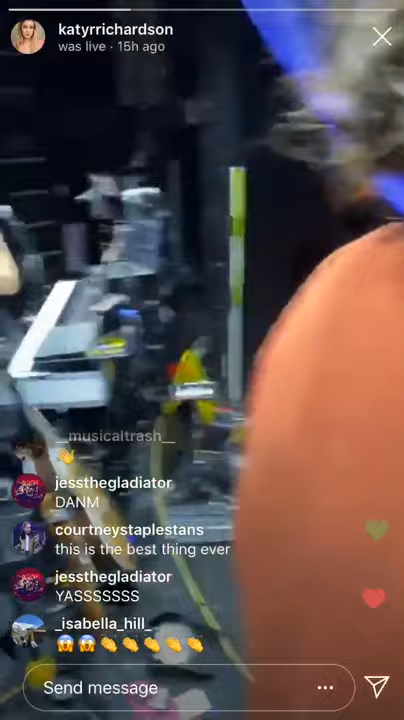 katyrrichardson
was live · 15h ago
__musicaltrash__
👋
jessthegladiator
DANM
courtneystaplestans
this is the best thing ever
jessthegladiator
YASSSSSSS
_isabella_hill_
😱😱👏👏👏👏👏
Send message